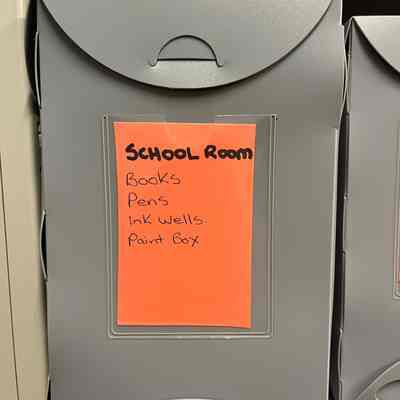 SCHOOL ROOM
Books
Pens
Ink wells.
Paint Box